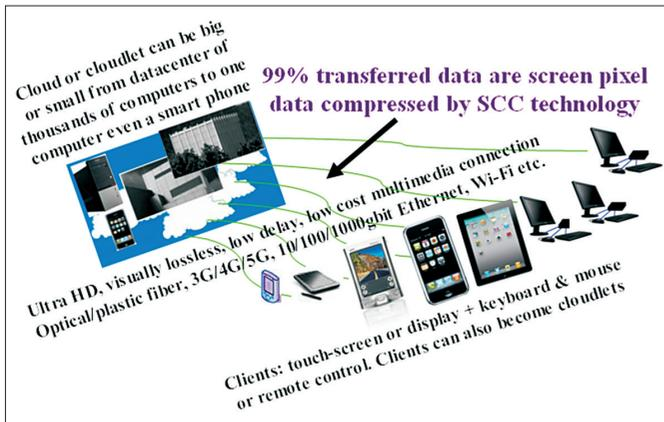 Cloud or cloudlet can be big
or small from datacenter of
thousands of computers to one
computer even a smart phone
99% transferred data are screen pixel
data compressed by SCC technology
Ultra HD, visually lossless, low delay, low cost multimedia connection
Optical/plastic fiber, 3G/4G/5G, 10/100/1000gbit Ethernet, Wi-Fi etc.
Clients: touch-screen or display + keyboard & mouse
or remote control. Clients can also become cloudlets